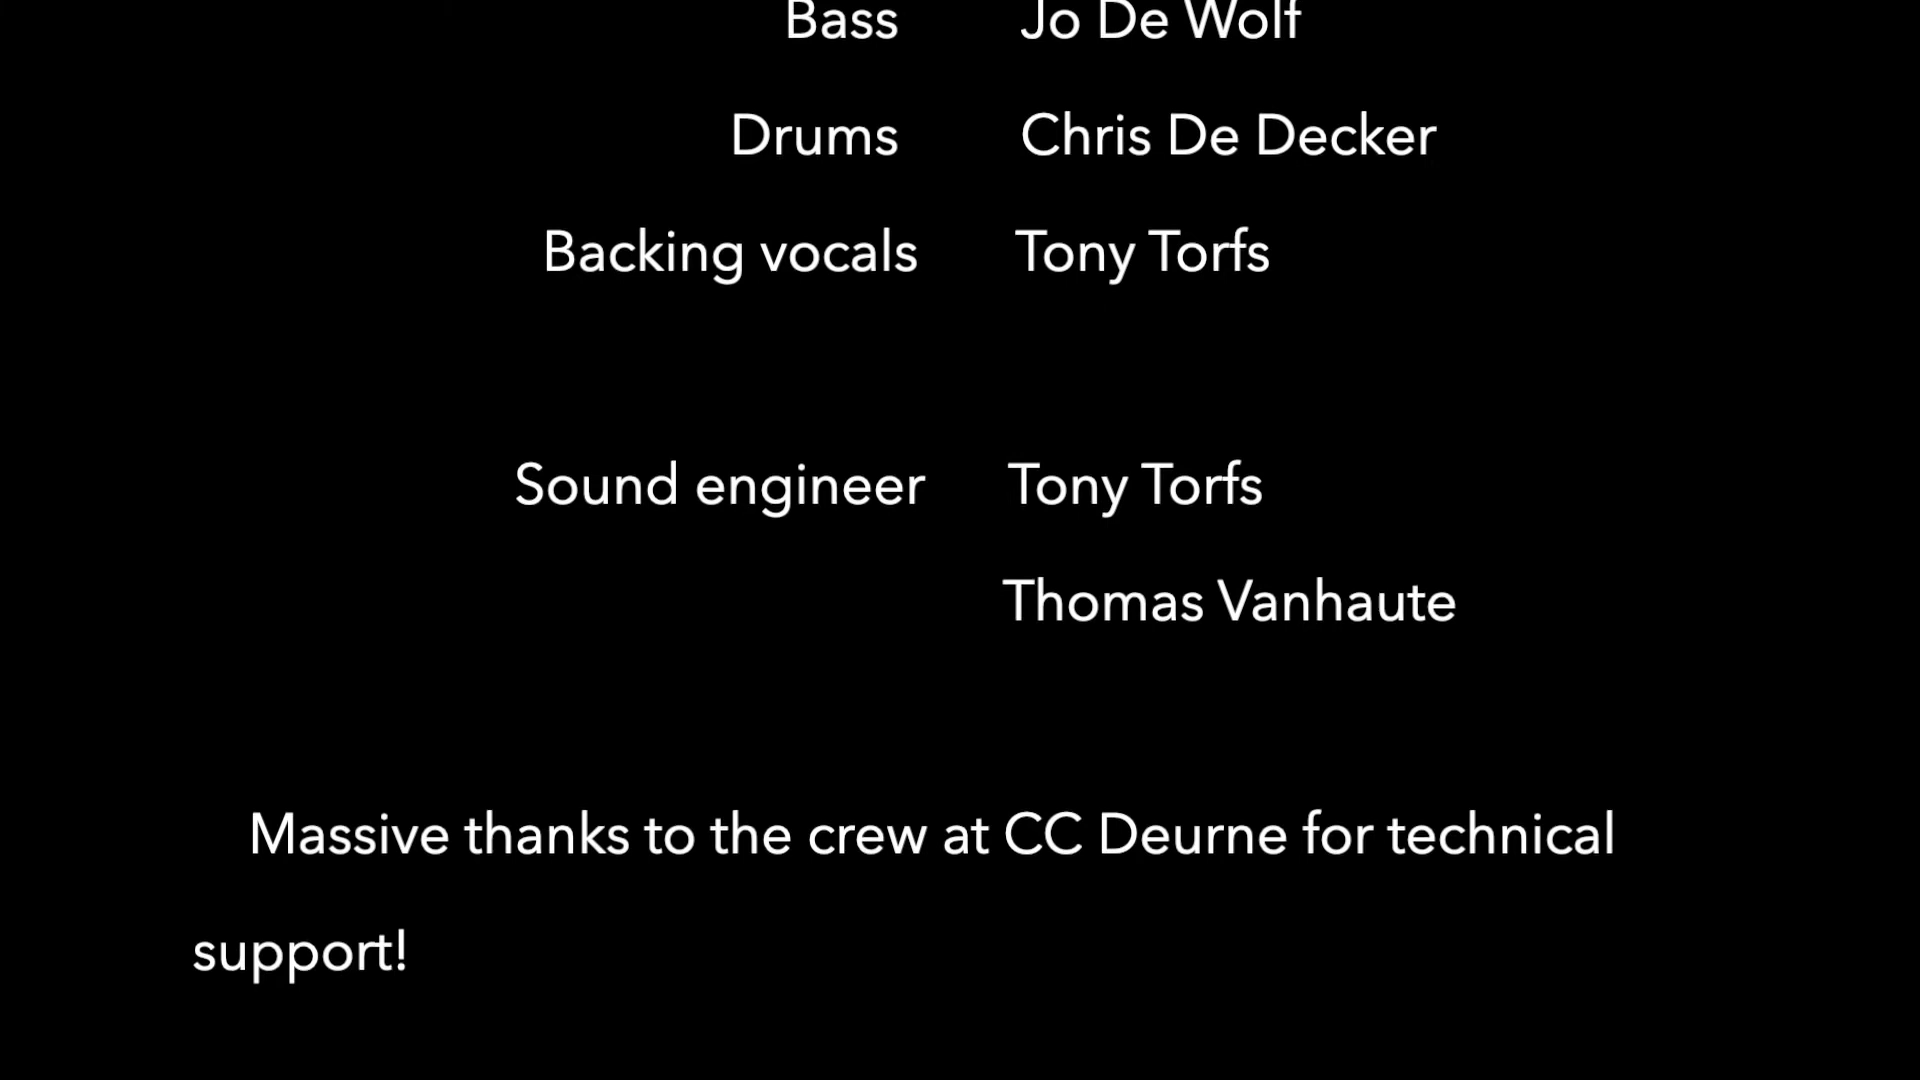 Bass Jo De Wolf
Drums Chris De Decker
Backing vocals Tony Torfs
Sound engineer Tony Torfs
Thomas Vanhaute
Massive thanks to the crew at CC Deurne for technical
support!